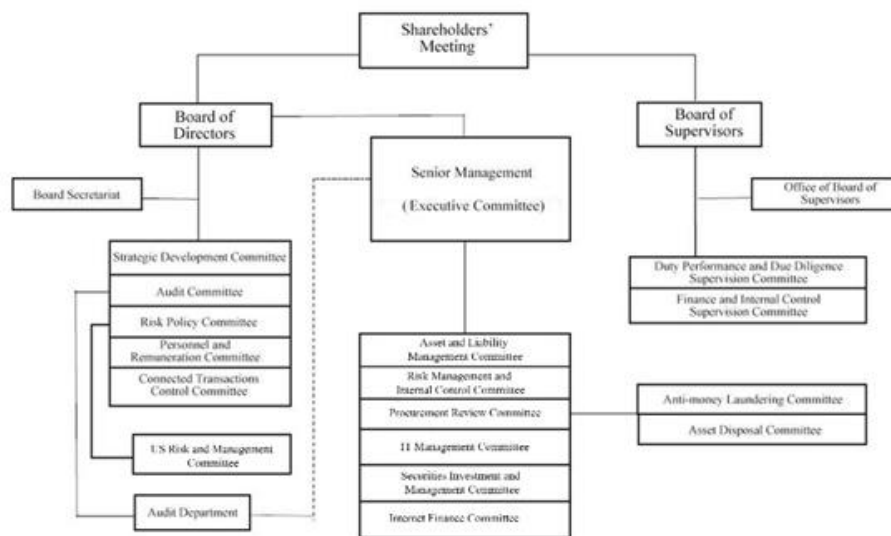 Shareholders'
Meeting
Board of
Directors
Board of
Supervisors
Senior Management
(Executive Committee)
Board Secretariat
Office of Board of
Supervisors
Strategic Development Committee
Audit Committee
Risk Policy Committee
Personnel and
Remuneration Committee
Connected Transactions
Control Committee
Duty Performance and Due Diligence
Supervision Committee
Finance and Internal Control
Supervision Committee
Asset and Liability
Management Committee
Risk Management and
Internal Control Committee
Procurement Review Committee
IT Management Committee
Securities Investment and
Management Committee
Internet Finance Committee
Anti-money Laundering Committee
Asset Disposal Committee
US Risk and Management
Committee
Audit Department